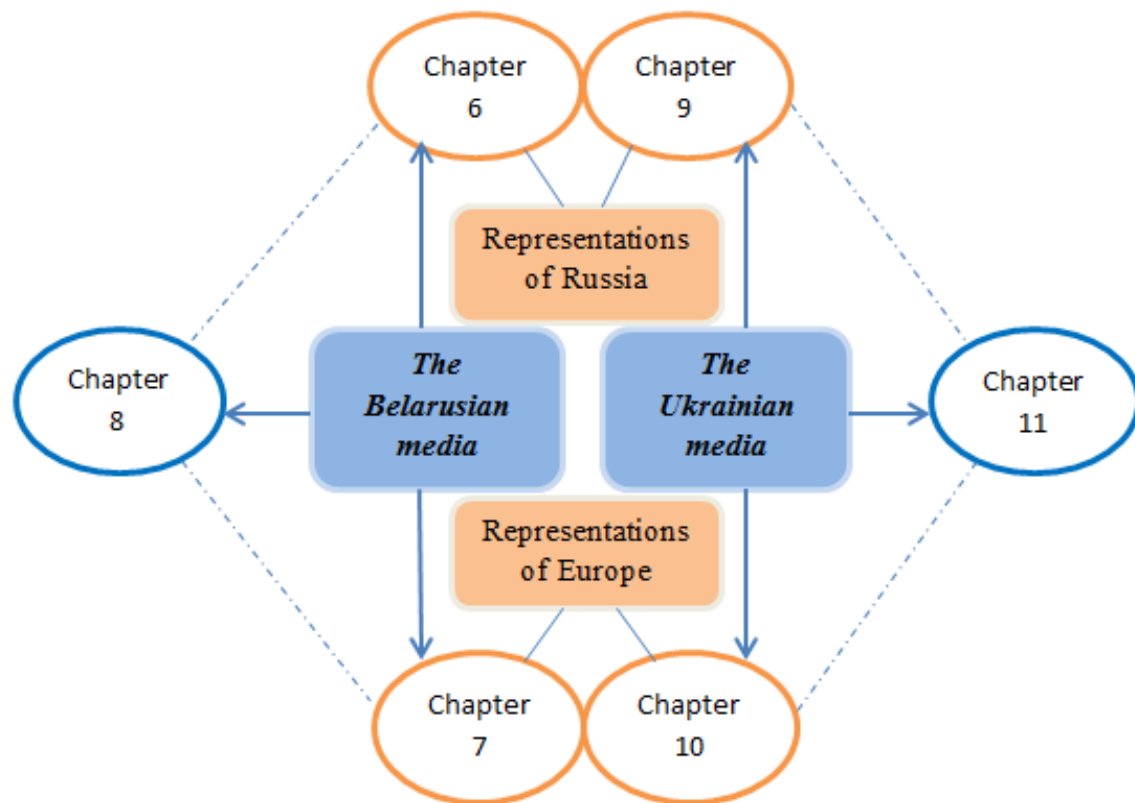 Chapter
6
Chapter
9
Representations
of Russia
Chapter
8
The
Belarusian
media
The
Ukrainian
media
Chapter
11
Representations
of Europe
Chapter
7
Chapter
10